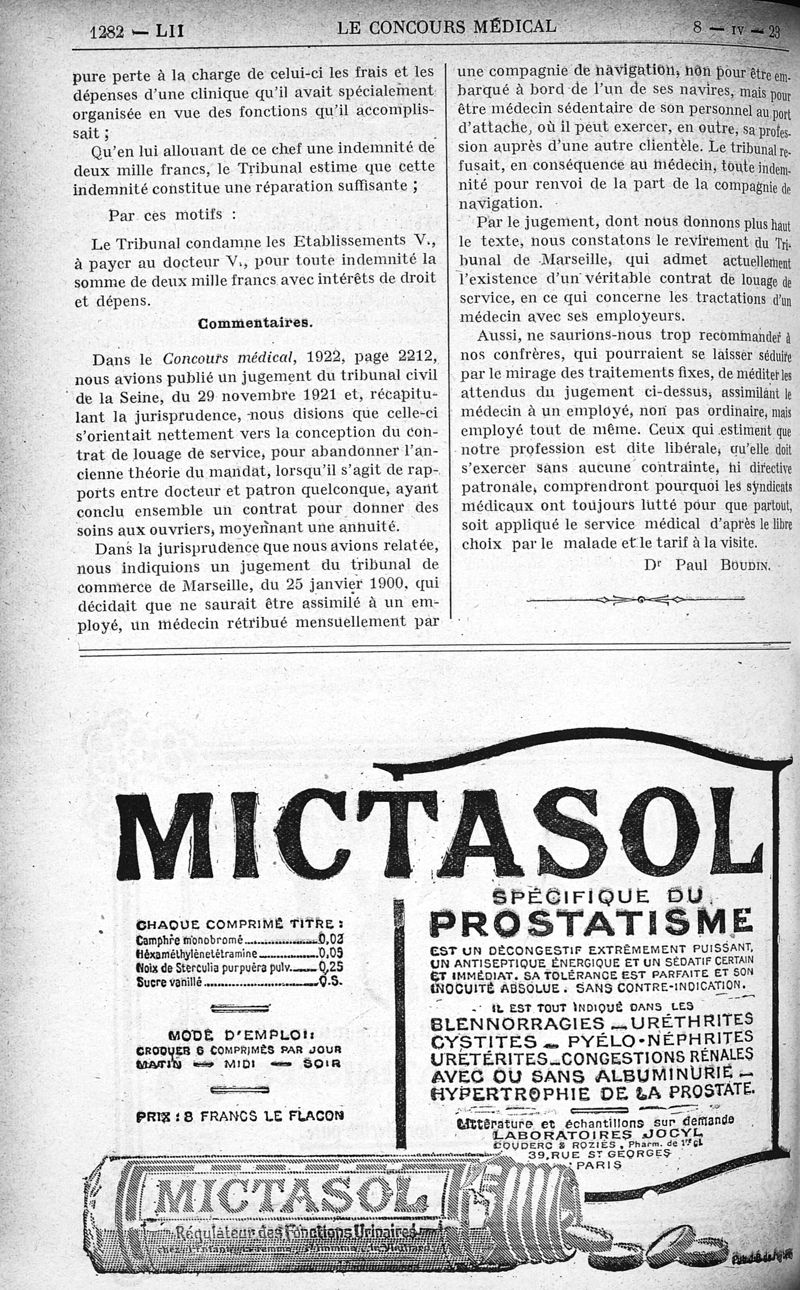 1282 — LII
LE CONCOURS MÉDICAL
8 — IV — 23
pure perte à la charge de celui-ci les frais et les
dépenses d'une clinique qu'il avait spécialement
organisée en vue des fonctions qu'il accomplis-
sait ;
Qu'en lui allouant de ce chef une indemnité de
deux mille francs, le Tribunal estime que cette
indemnité constitue une réparation suffisante ;
Par ces motifs :
Le Tribunal condamne les Etablissements V.,
à payer au docteur V., pour toute indemnité la
somme de deux mille francs avec intérêts de droit
et dépens.
Commentaires.
Dans le Concours médical, 1922, page 2212,
nous avions publié un jugement du tribunal civil
de la Seine, du 29 novembre 1921 et, récapitu-
lant la jurisprudence, nous disions que celle-ci
s'orientait nettement vers la conception du con-
trat de louage de service, pour abandonner l'an-
cienne théorie du mandat, lorsqu'il s'agit de rap-
ports entre docteur et patron quelconque, ayant
conclu ensemble un contrat pour donner des
soins aux ouvriers, moyennant une annuité.
Dans la jurisprudence que nous avions relatée,
nous indiquions un jugement du tribunal de
commerce de Marseille, du 25 janvier 1900, qui
décidait que ne saurait être assimilé à un em-
ployé, un médecin rétribué mensuellement par
une compagnie de navigation, non pour être em-
barqué à bord de l'un de ses navires, mais pour
être médecin sédentaire de son personnel au port
d'attache, où il peut exercer, en outre, sa profes-
sion auprès d'une autre clientèle. Le tribunal re-
fusait, en conséquence au médecin, toute indem-
nité pour renvoi de la part de la compagnie de
navigation.
Par le jugement, dont nous donnons plus haut
le texte, nous constatons le revirement du Tri-
bunal de Marseille, qui admet actuellement
l'existence d'un véritable contrat de louage de
service, en ce qui concerne les tractations d'un
médecin avec ses employeurs.
Aussi, ne saurions-nous trop recommander à
nos confrères, qui pourraient se laisser séduire
par le mirage des traitements fixes, de méditer les
attendus du jugement ci-dessus, assimilant le
médecin à un employé, non pas ordinaire, mais
employé tout de même. Ceux qui estiment que
notre profession est dite libérale, qu'elle doit
s'exercer sans aucune contrainte, ni directive
patronale, comprendront pourquoi les syndicats
médicaux ont toujours lutté pour que partout,
soit appliqué le service médical d'après le libre
choix par le malade et le tarif à la visite.
Dr Paul BOUDIN.
MICTASOL
CHAQUE COMPRIMÉ TITRE :
Camphre monobromé 0,02
Héxaméthylènetétramine 0,05
Noix de Sterculia purpuéra pulv. 0,25
Sucre vanillé Q.S.
MODE D'EMPLOI:
CROQUER 6 COMPRIMÉS PAR JOUR
MATIN — MIDI — SOIR
PRIX : 8 FRANCS LE FLACON
SPÉCIFIQUE DU
PROSTATISME
EST UN DÉCONGESTIF EXTRÊMEMENT PUISSANT,
UN ANTISEPTIQUE ÉNERGIQUE ET UN SÉDATIF CERTAIN
ET IMMÉDIAT. SA TOLÉRANCE EST PARFAITE ET SON
INOCUITÉ ABSOLUE. SANS CONTRE-INDICATION.
IL EST TOUT INDIQUÉ DANS LES
BLENNORRAGIES — URÉTHRITES
CYSTITES — PYÉLO-NÉPHRITES
URETÉRITES — CONGESTIONS RÉNALES
AVEC OU SANS ALBUMINURIE —
HYPERTROPHIE DE LA PROSTATE.
Littérature et échantillons sur demande
LABORATOIRES JOCYL
COUDERC & ROZIÈS, Pharm. de 1re Cl.
39, RUE ST GEORGES
PARIS
MICTASOL
Régulateur des Fonctions Urinaires
chez l'Enfant, la Femme, l'Homme, le Vieillard